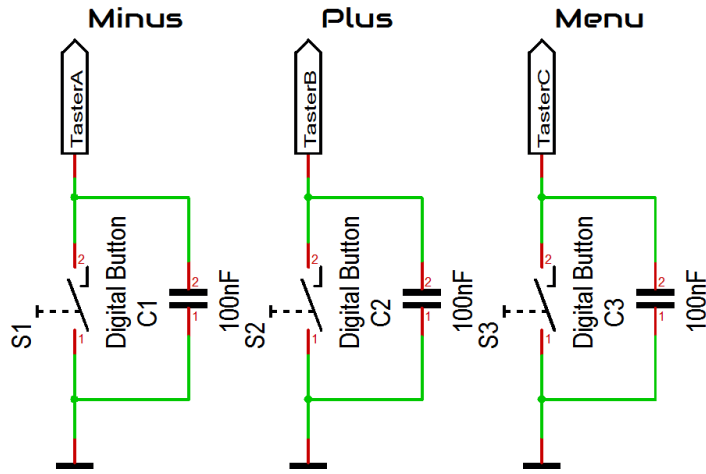 Minus
Plus
Menu
TasterA
TasterB
TasterC
2
2
2
2
2
2
S1
Digital Button
C1
100nF
S2
Digital Button
C2
100nF
S3
Digital Button
C3
100nF
1
1
1
1
1
1